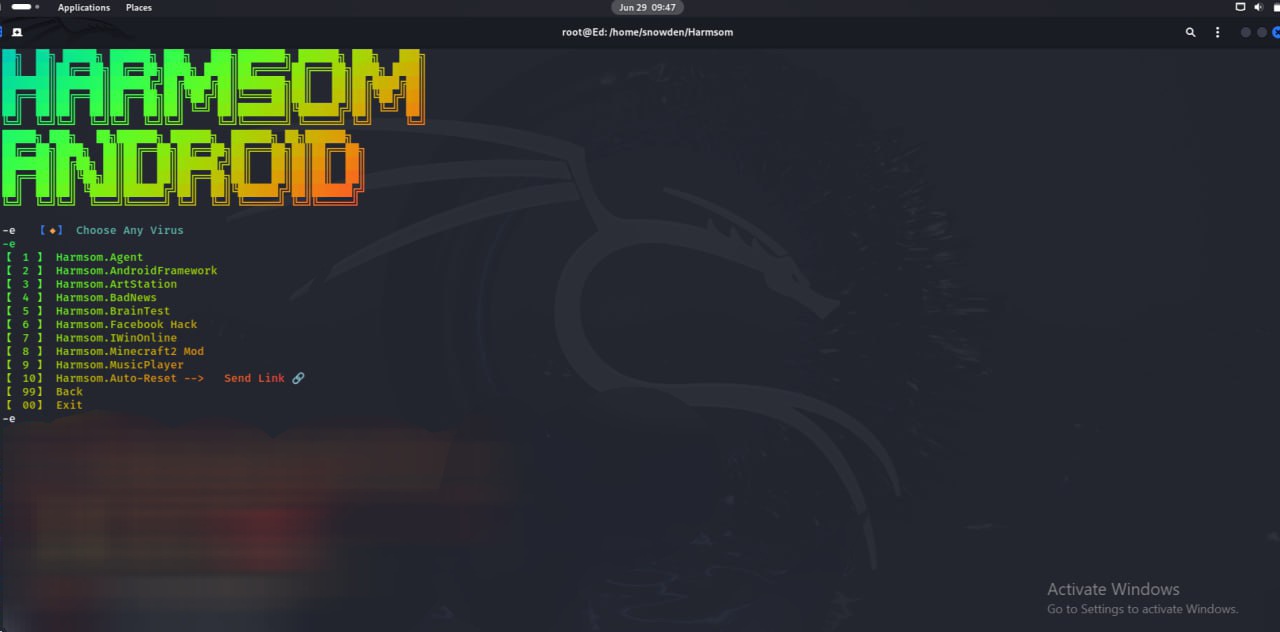 Applications Places Jun 29 09:47
root@Ed: /home/snowden/Harmsom
HARMSOM
ANDROID
-e 【◆】 Choose Any Virus
-e
【 1 】 Harmsom.Agent
【 2 】 Harmsom.AndroidFramework
【 3 】 Harmsom.ArtStation
【 4 】 Harmsom.BadNews
【 5 】 Harmsom.BrainTest
【 6 】 Harmsom.Facebook Hack
【 7 】 Harmsom.IWinOnline
【 8 】 Harmsom.Minecraft2 Mod
【 9 】 Harmsom.MusicPlayer
【 10】 Harmsom.Auto-Reset --> Send Link 🔗
【 99】 Back
【 00】 Exit
-e
Activate Windows
Go to Settings to activate Windows.